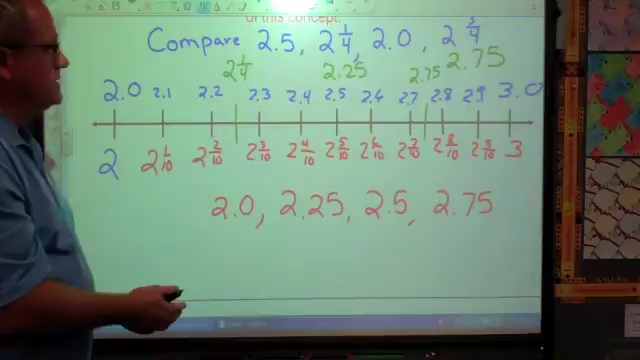 of this concept.
Compare 2.5, 2 1/4, 2.0, 2 3/4
2 1/4 2.25 2.75 2.75
2.0 2.1 2.2 2.3 2.4 2.5 2.6 2.7 2.8 2.9 3.0
2 2 1/10 2 2/10 2 3/10 2 4/10 2 5/10 2 6/10 2 7/10 2 8/10 2 9/10 3
2.0, 2.25, 2.5, 2.75